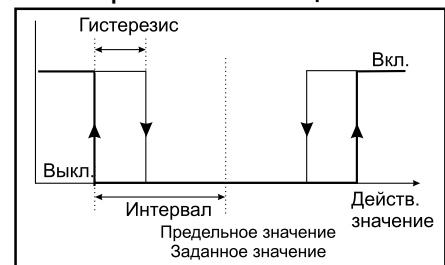 Гистерезис
Вкл.
Выкл.
Интервал
Действ.
значение
Предельное значение
Заданное значение